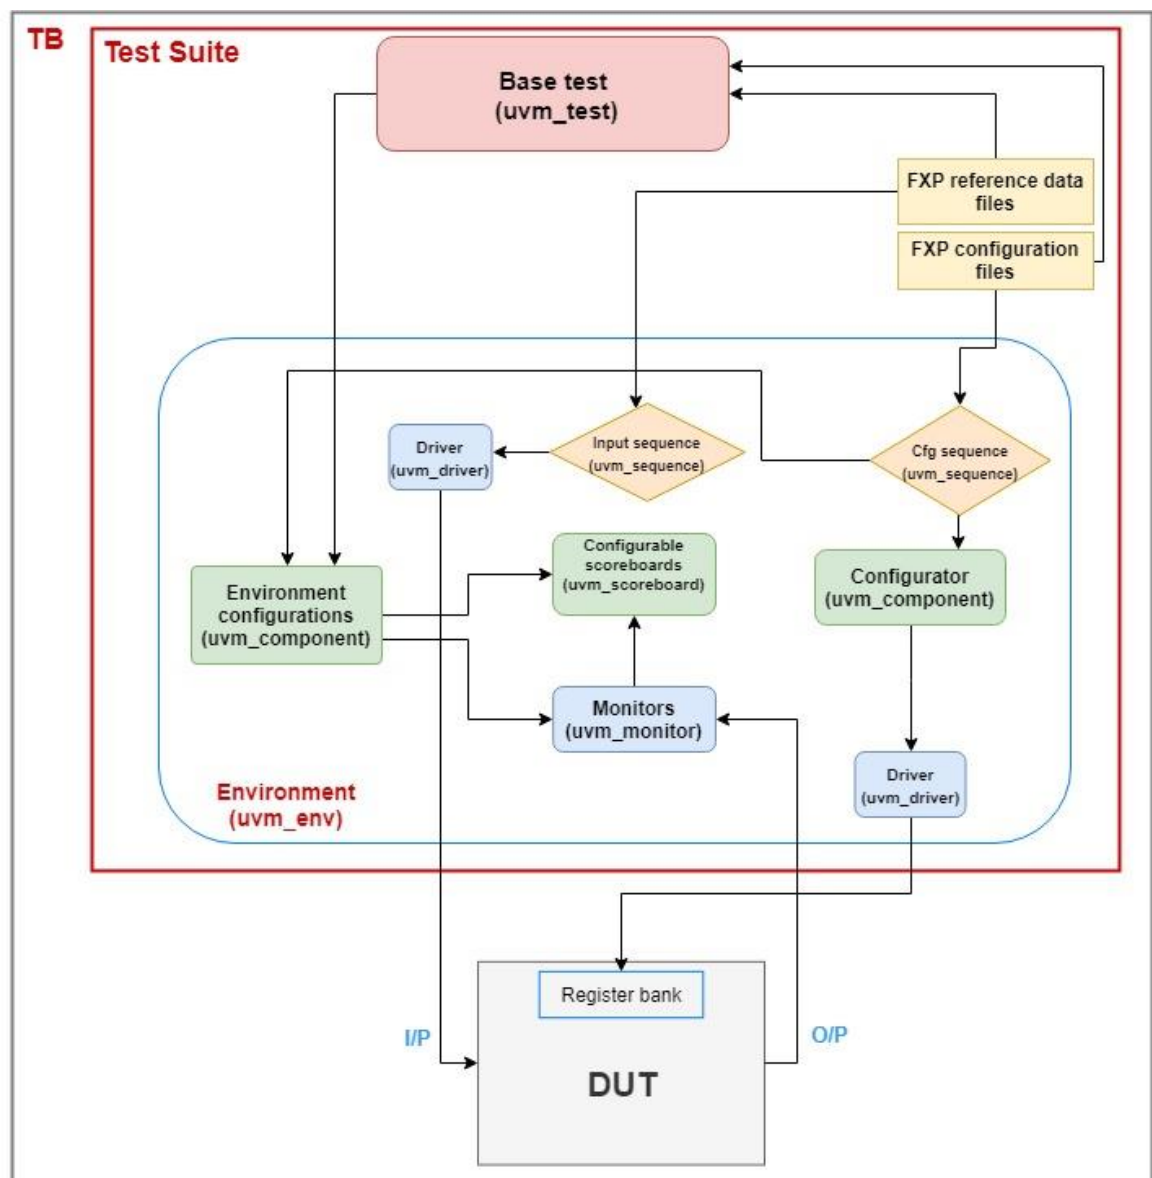 TB
Test Suite
Base test
(uvm_test)
FXP reference data
files
FXP configuration
files
Driver
(uvm_driver)
Input sequence
(uvm_sequence)
Cfg sequence
(uvm_sequence)
Configurable
scoreboards
(uvm_scoreboard)
Environment
configurations
(uvm_component)
Configurator
(uvm_component)
Monitors
(uvm_monitor)
Driver
(uvm_driver)
Environment
(uvm_env)
Register bank
I/P
O/P
DUT